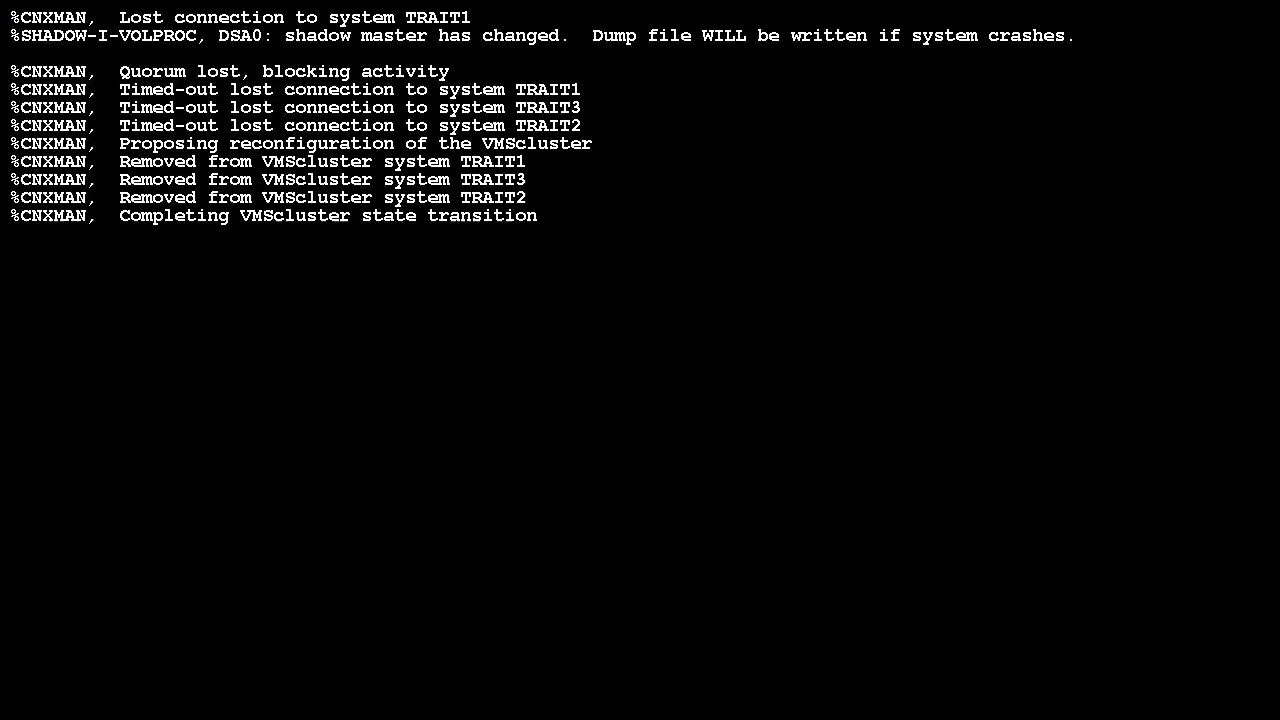 %CNXMAN,  Lost connection to system TRAIT1
%SHADOW-I-VOLPROC, DSA0: shadow master has changed.  Dump file WILL be written if system crashes.
%CNXMAN,  Quorum lost, blocking activity
%CNXMAN,  Timed-out lost connection to system TRAIT1
%CNXMAN,  Timed-out lost connection to system TRAIT3
%CNXMAN,  Timed-out lost connection to system TRAIT2
%CNXMAN,  Proposing reconfiguration of the VMScluster
%CNXMAN,  Removed from VMScluster system TRAIT1
%CNXMAN,  Removed from VMScluster system TRAIT3
%CNXMAN,  Removed from VMScluster system TRAIT2
%CNXMAN,  Completing VMScluster state transition